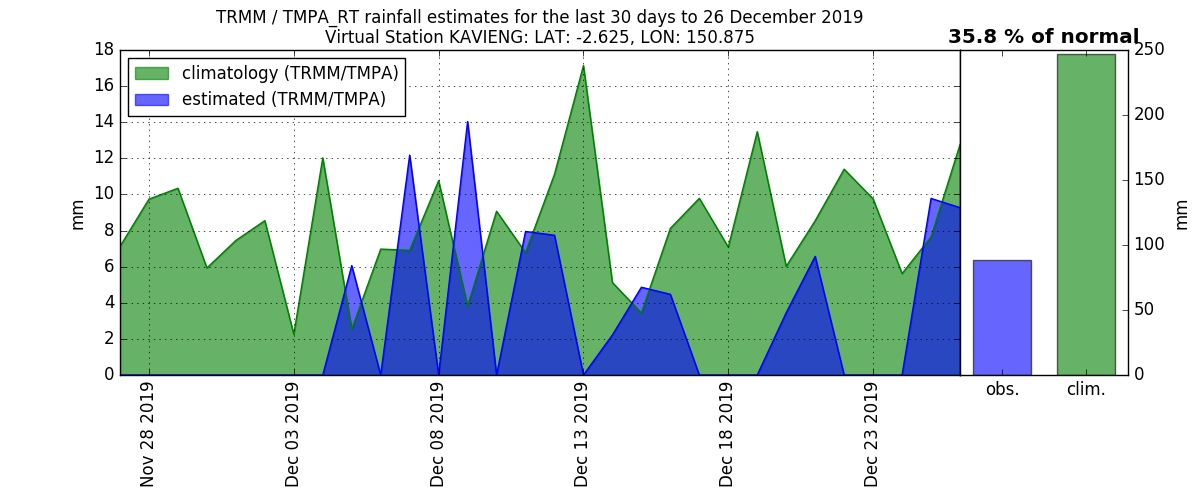 TRMM / TMPA_RT rainfall estimates for the last 30 days to 26 December 2019
Virtual Station KAVIENG: LAT: -2.625, LON: 150.875
35.8 % of normal
climatology (TRMM/TMPA)
estimated (TRMM/TMPA)
mm
18
16
14
12
10
8
6
4
2
0
Nov 28 2019
Dec 03 2019
Dec 08 2019
Dec 13 2019
Dec 18 2019
Dec 23 2019
250
200
150
100
50
0
mm
obs.
clim.